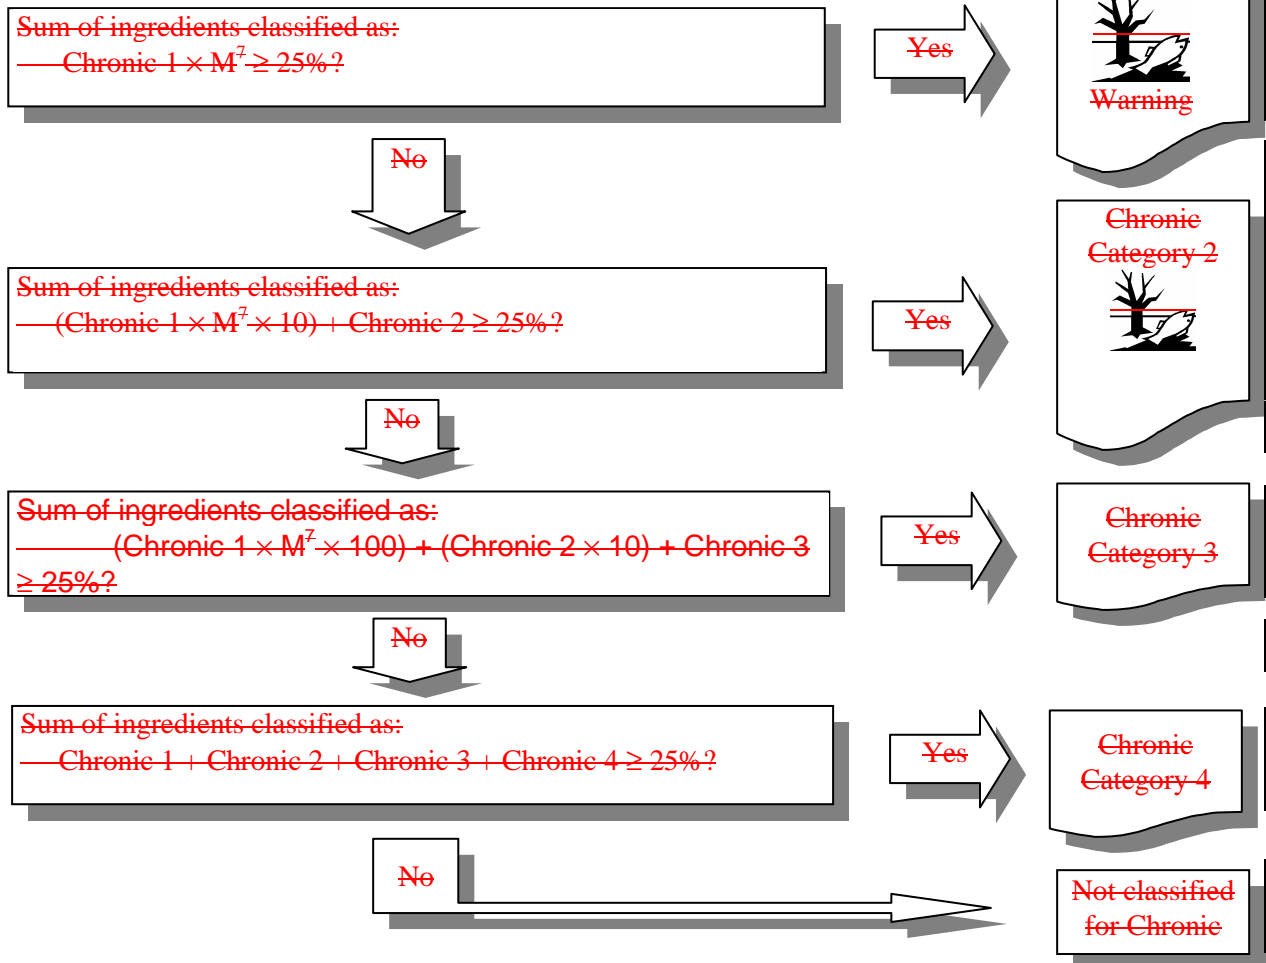 Sum of ingredients classified as:
Chronic 1 × M⁷ ≥ 25%?
Yes
Warning
No
Chronic
Category 2
Sum of ingredients classified as:
(Chronic 1 × M⁷ × 10) + Chronic 2 ≥ 25%?
Yes
No
Sum of ingredients classified as:
(Chronic 1 × M⁷ × 100) + (Chronic 2 × 10) + Chronic 3
≥ 25%?
Yes
Chronic
Category 3
No
Sum of ingredients classified as:
Chronic 1 + Chronic 2 + Chronic 3 + Chronic 4 ≥ 25%?
Yes
Chronic
Category 4
No
Not classified
for Chronic